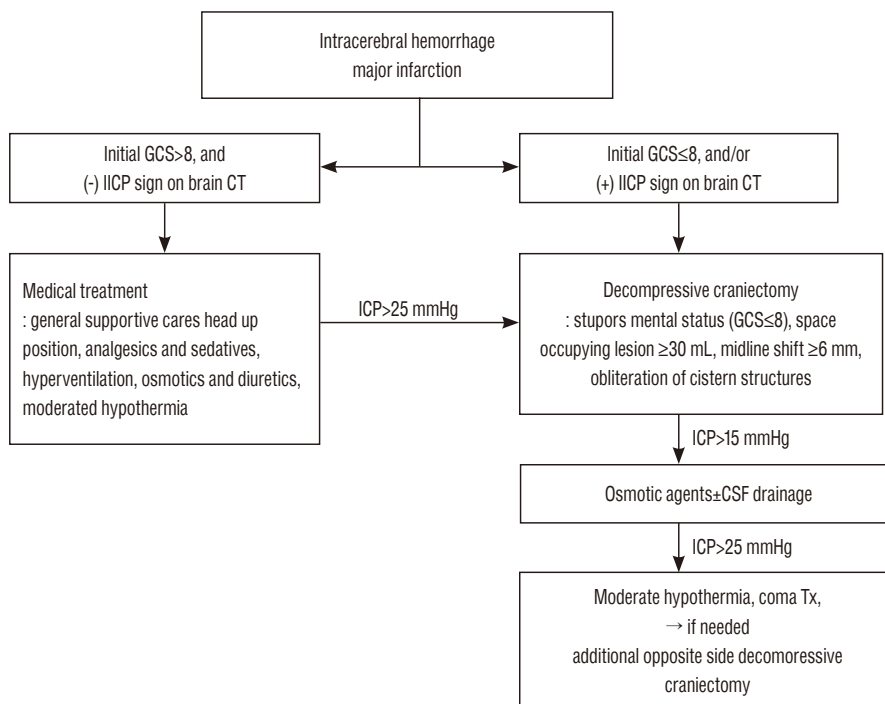 Intracerebral hemorrhage
major infarction
Initial GCS>8, and
(-) IICP sign on brain CT
Initial GCS≤8, and/or
(+) IICP sign on brain CT
Medical treatment
: general supportive cares head up
position, analgesics and sedatives,
hyperventilation, osmotics and diuretics,
moderated hypothermia
ICP>25 mmHg
Decompressive craniectomy
: stupors mental status (GCS≤8), space
occupying lesion ≥30 mL, midline shift ≥6 mm,
obliteration of cistern structures
ICP>15 mmHg
Osmotic agents±CSF drainage
ICP>25 mmHg
Moderate hypothermia, coma Tx,
→ if needed
additional opposite side decomoressive
craniectomy